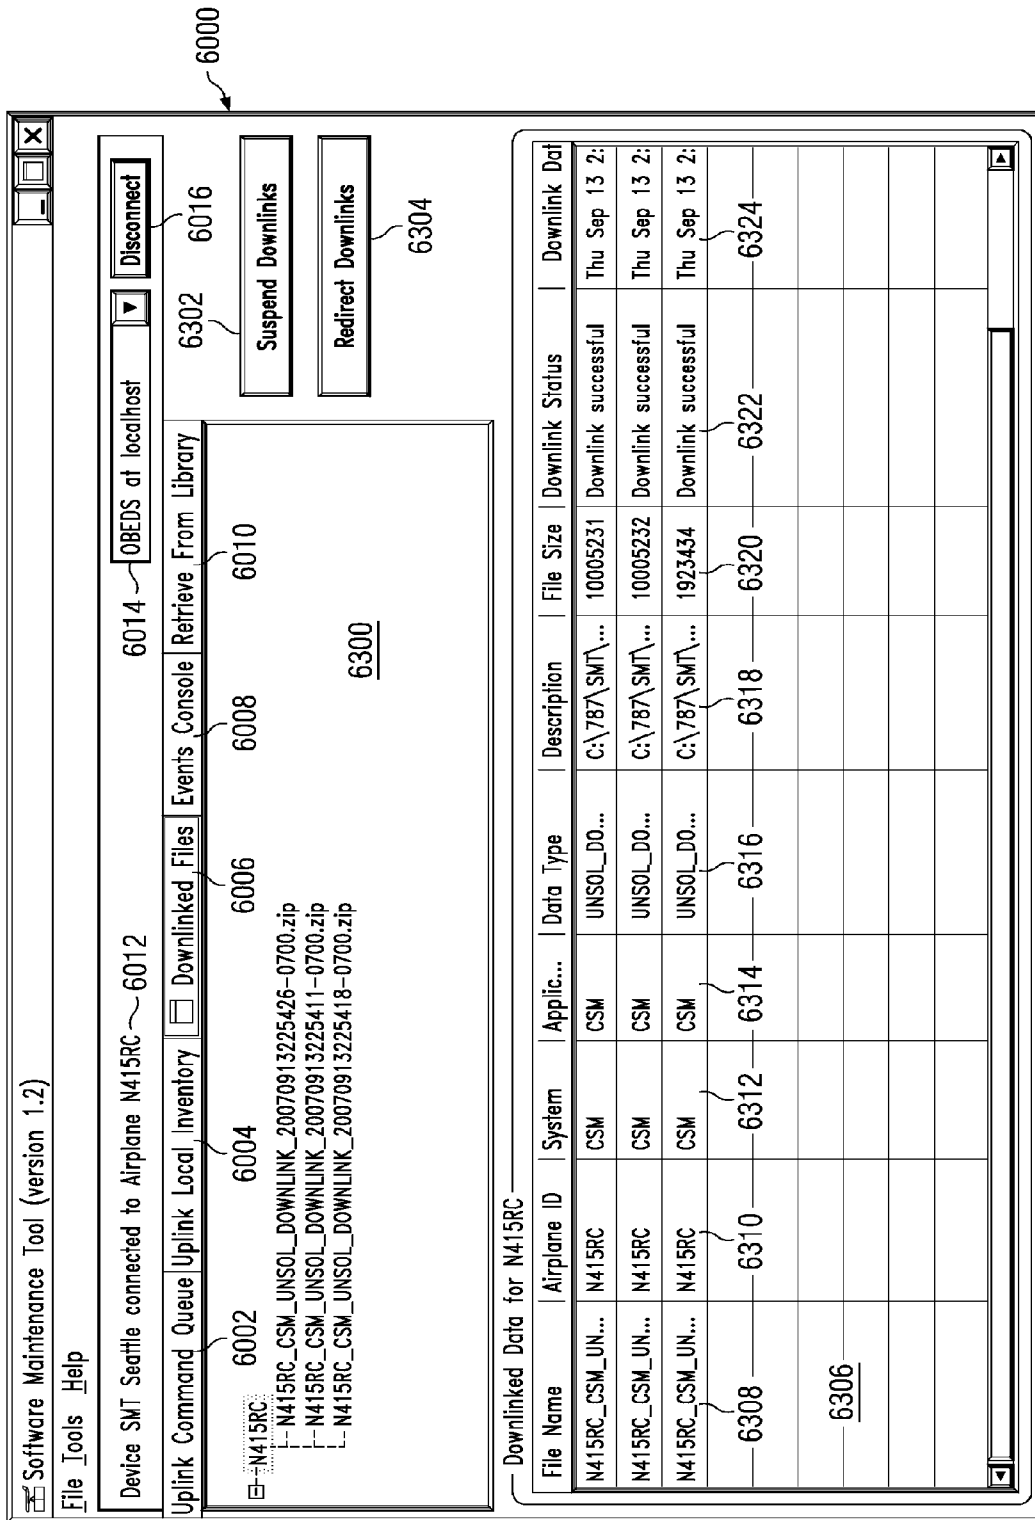 Software Maintenance Tool (version 1.2)
File Tools Help
6000
Device SMT Seattle connected to Airplane N415RC 6012
6014 OBEDS at localhost
Disconnect
6016
Uplink Command Queue Uplink Local Inventory Downlinked Files Events Console Retrieve From Library
6002 6004 6006 6008 6010
6302
N415RC
N415RC_CSM_UNSOL_DOWNLINK_20070913225426-0700.zip
N415RC_CSM_UNSOL_DOWNLINK_20070913225411-0700.zip
N415RC_CSM_UNSOL_DOWNLINK_20070913225418-0700.zip
6300
Suspend Downlinks
Redirect Downlinks
6304
Downlinked Data for N415RC
File Name Airplane ID System Applic... Data Type Description File Size Downlink Status Downlink Dat
N415RC_CSM_UN... N415RC CSM CSM UNSOL_DO... C:\787\SMT\... 10005231 Downlink successful Thu Sep 13 2:
N415RC_CSM_UN... N415RC CSM CSM UNSOL_DO... C:\787\SMT\... 10005232 Downlink successful Thu Sep 13 2:
N415RC_CSM_UN... N415RC CSM CSM UNSOL_DO... C:\787\SMT\... 1923434 Downlink successful Thu Sep 13 2:
6308 6310 6312 6314 6316 6318 6320 6322 6324
6306